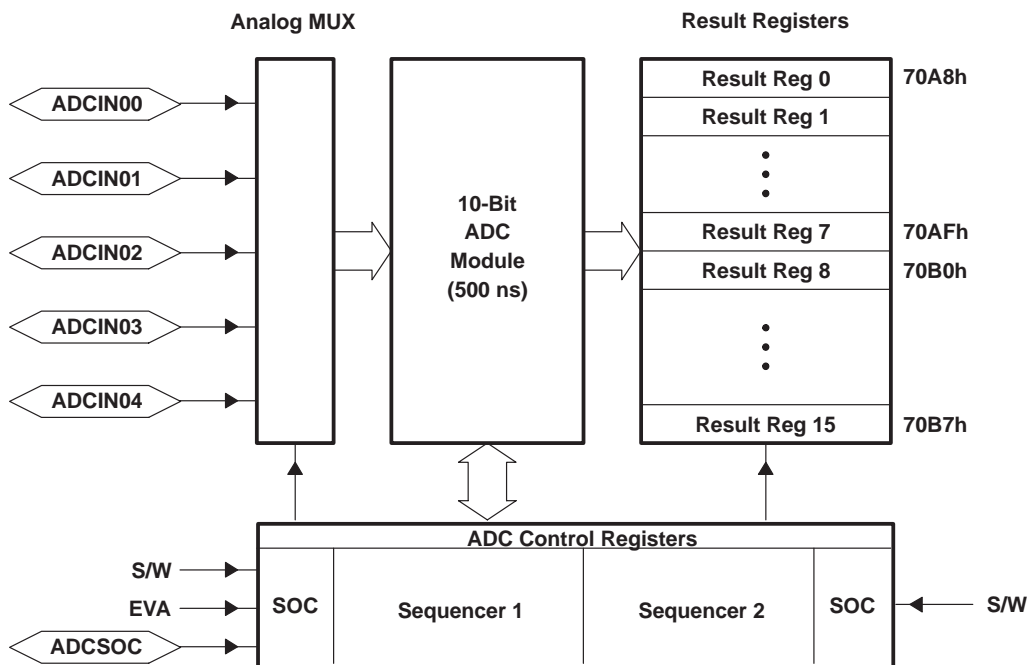 Analog MUX
Result Registers
ADCIN00
ADCIN01
ADCIN02
ADCIN03
ADCIN04
10-Bit
ADC
Module
(500 ns)
Result Reg 0
70A8h
Result Reg 1
Result Reg 7
70AFh
Result Reg 8
70B0h
Result Reg 15
70B7h
ADC Control Registers
S/W
EVA
ADCSOC
SOC
Sequencer 1
Sequencer 2
SOC
S/W